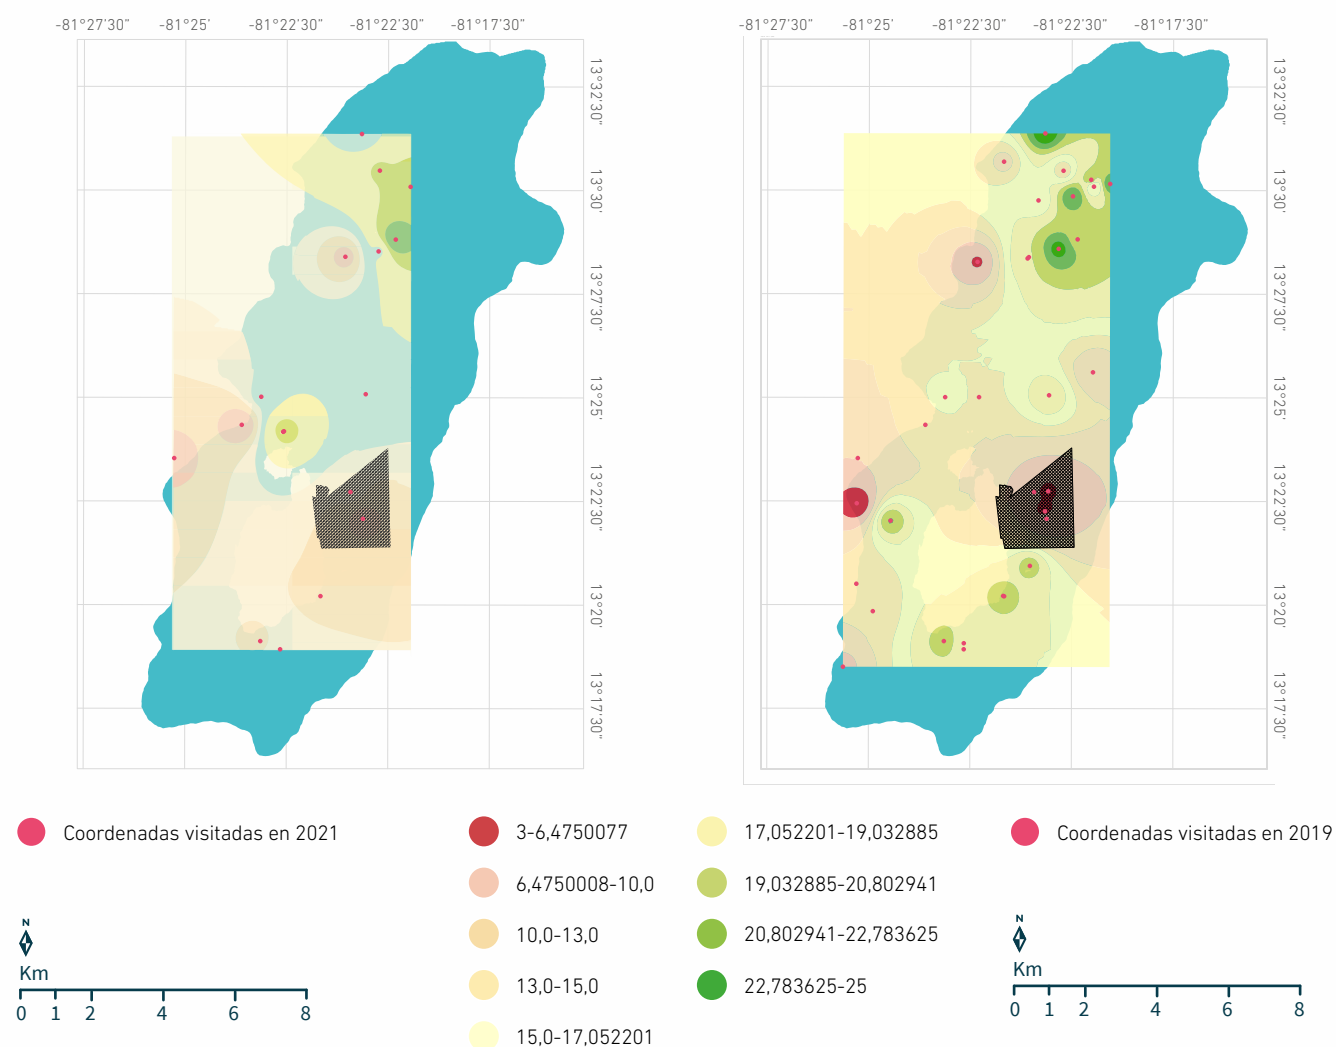 -81°27'30" -81°25' -81°22'30" -81°22'30" -81°17'30"
-81°27'30" -81°25' -81°22'30" -81°22'30" -81°17'30"
13°32'30"
13°30'
13°27'30"
13°25'
13°22'30"
13°20'
13°17'30"
13°32'30"
13°30'
13°27'30"
13°25'
13°22'30"
13°20'
13°17'30"
Coordenadas visitadas en 2021
N
Km
0 1 2 4 6 8
3-6,4750077
6,4750008-10,0
10,0-13,0
13,0-15,0
15,0-17,052201
17,052201-19,032885
19,032885-20,802941
20,802941-22,783625
22,783625-25
Coordenadas visitadas en 2019
N
Km
0 1 2 4 6 8